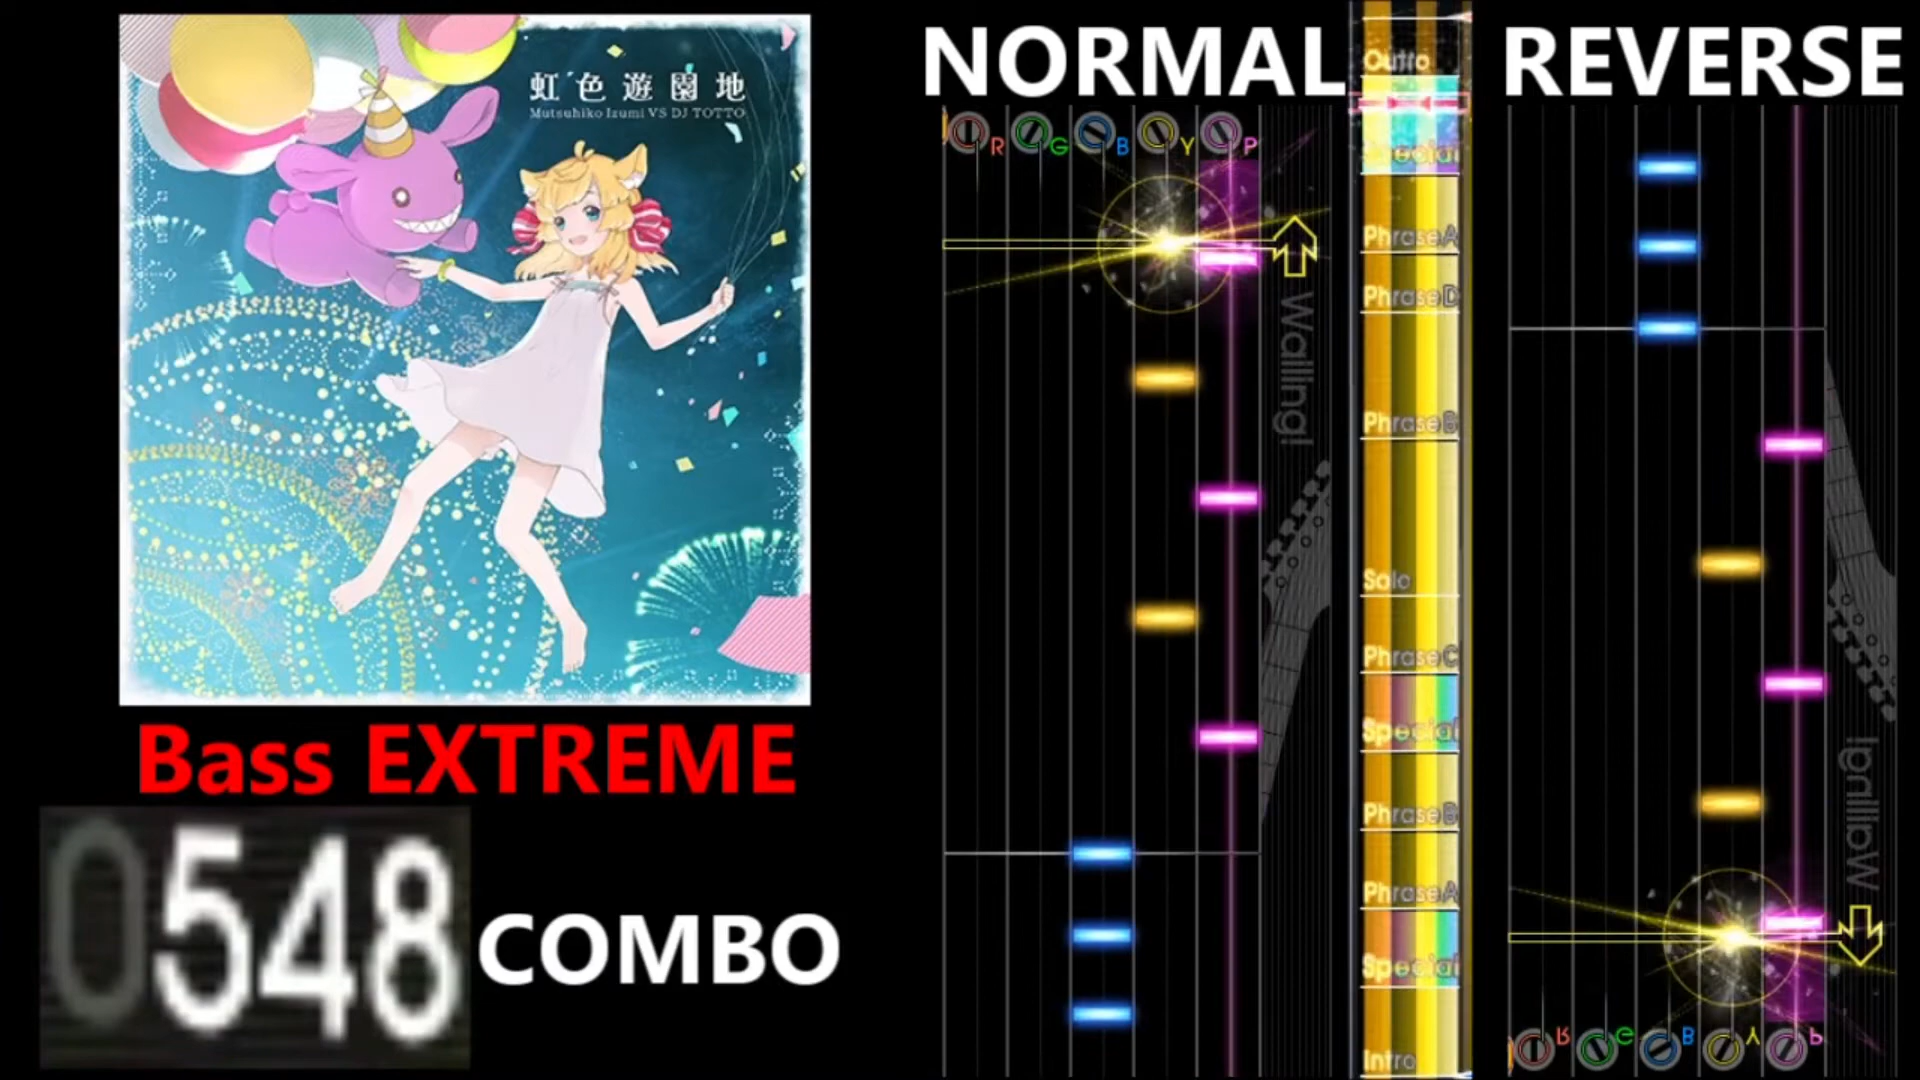 虹色遊園地
Mutsuhiko Izumi VS DJ TOTTO
Bass EXTREME
0548 COMBO
NORMAL
R G B Y P
Wailing!
Outro
Special
PhraseA
PhraseD
PhraseB
Solo
PhraseC
Special
PhraseB
PhraseA
Special
Intro
REVERSE
Wailing!
R G B Y P